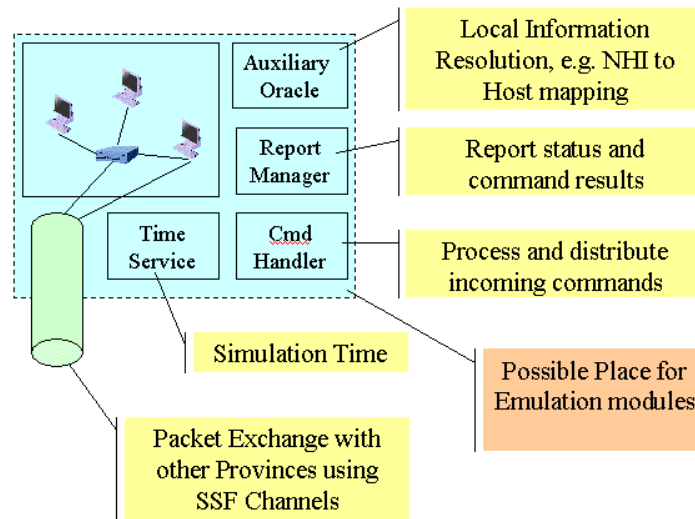 Auxiliary
Oracle
Local Information
Resolution, e.g. NHI to
Host mapping
Report
Manager
Report status and
command results
Time
Service
Cmd
Handler
Process and distribute
incoming commands
Simulation Time
Possible Place for
Emulation modules
Packet Exchange with
other Provinces using
SSF Channels